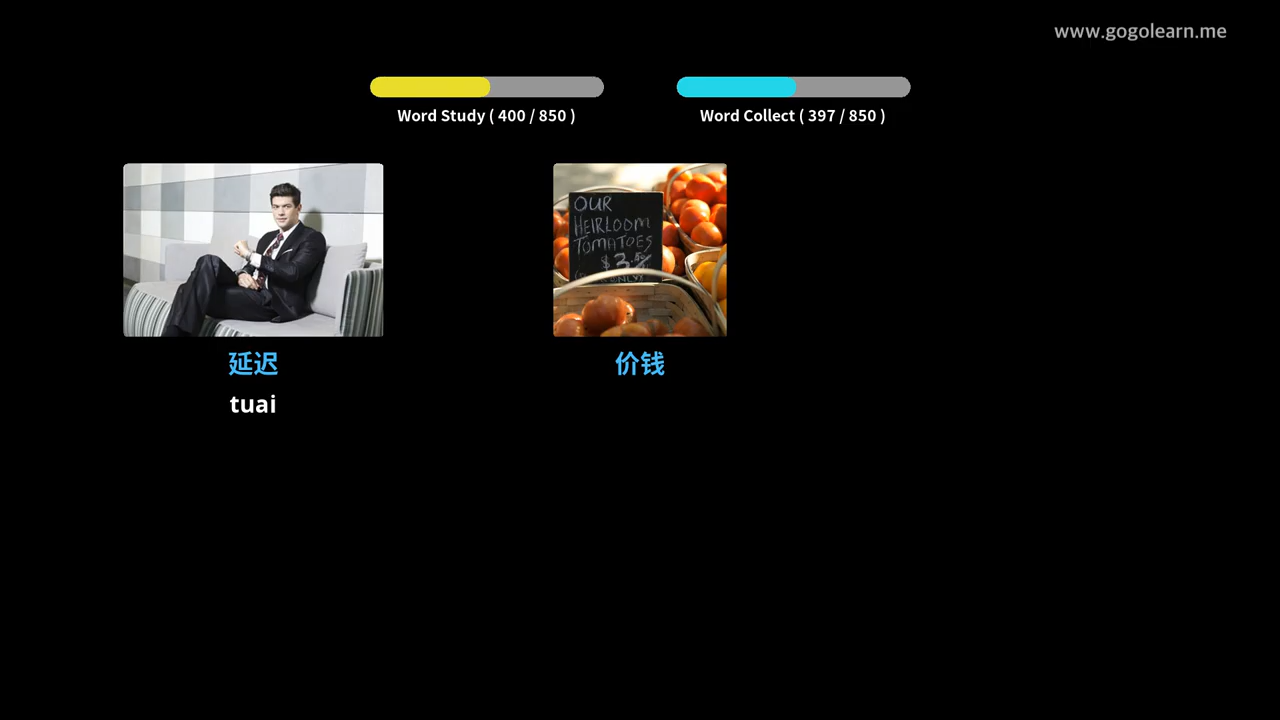 www.gogolearn.me
Word Study ( 400 / 850 )
Word Collect ( 397 / 850 )
OUR
HEIRLOOM
TOMATOES
延迟
价钱
tuai